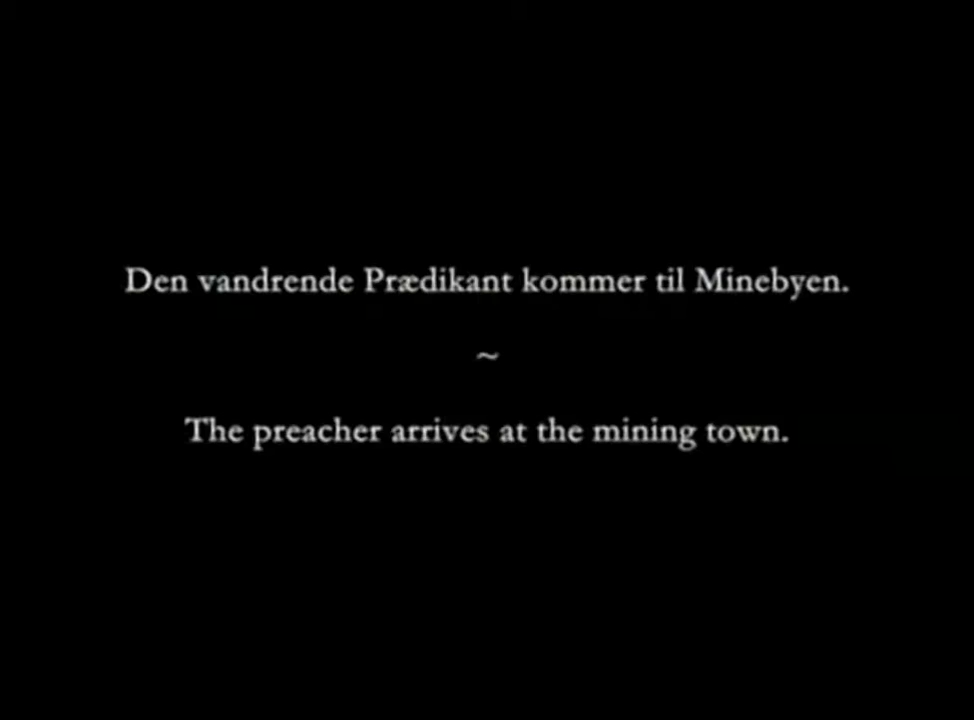 Den vandrende Prædikant kommer til Minebyen.
~
The preacher arrives at the mining town.